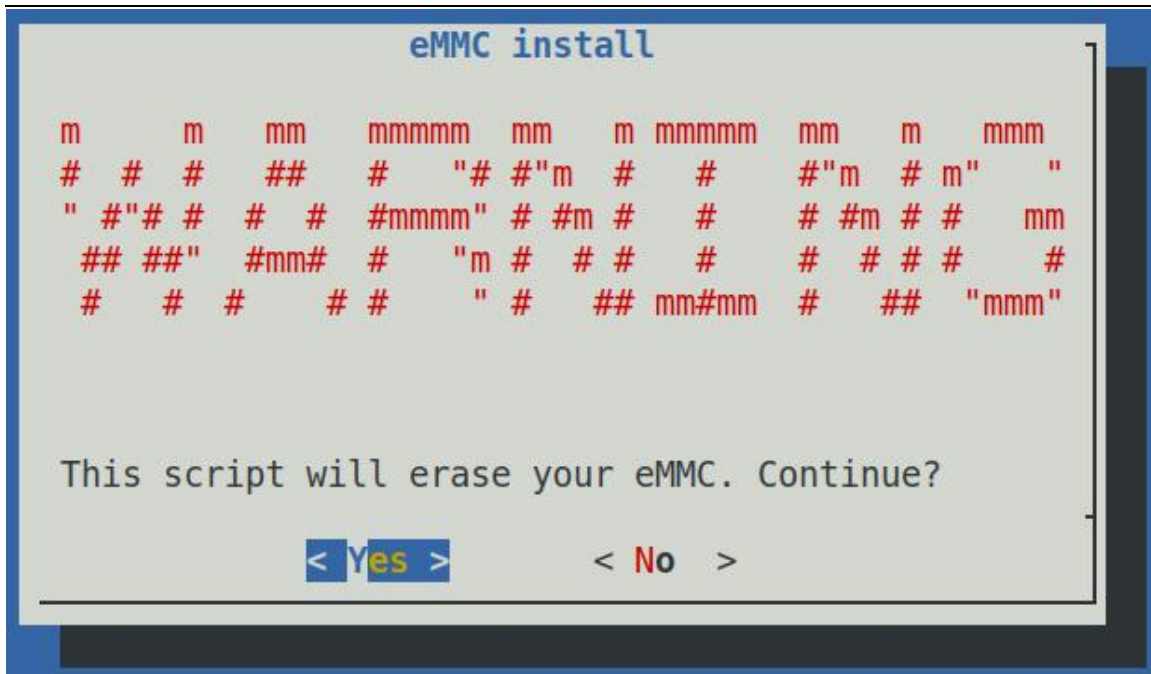 eMMC install
WARNING
This script will erase your eMMC. Continue?
< Yes > < No >